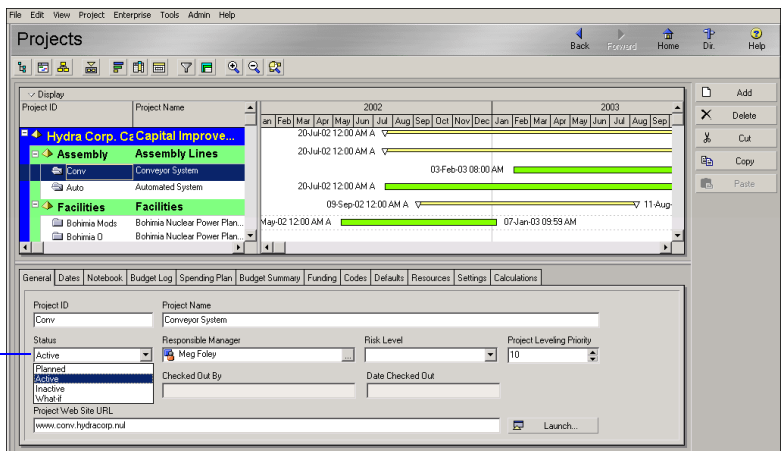 File Edit View Project Enterprise Tools Admin Help
Projects
Back Forward Home Dir. Help
Display
Project ID Project Name
2002 2003
an Feb Mar Apr May Jun Jul Aug Sep Oct Nov Dec Jan Feb Mar Apr May Jun Jul Aug Sep
Hydra Corp. Ca Capital Improve... 20-Jul-02 12:00 AM A
Assembly Assembly Lines 20-Jul-02 12:00 AM A
Conv Conveyor System 03-Feb-03 08:00 AM
Auto Automated System 20-Jul-02 12:00 AM A
Facilities Facilities 09-Sep-02 12:00 AM A 11-Aug-
Bohimia Mods Bohimia Nuclear Power Plan... May-02 12:00 AM A 07-Jan-03 09:59 AM
Bohimia O Bohimia Nuclear Power Plan...
Add
Delete
Cut
Copy
Paste
General Dates Notebook Budget Log Spending Plan Budget Summary Funding Codes Defaults Resources Settings Calculations
Project ID Project Name
Conv Conveyor System
Status Responsible Manager Risk Level Project Leveling Priority
Active Meg Foley ... 10
Planned
Active
Inactive
What-if
Checked Out By Date Checked Out
Project Web Site URL
www.conv.hydracorp.nul Launch...